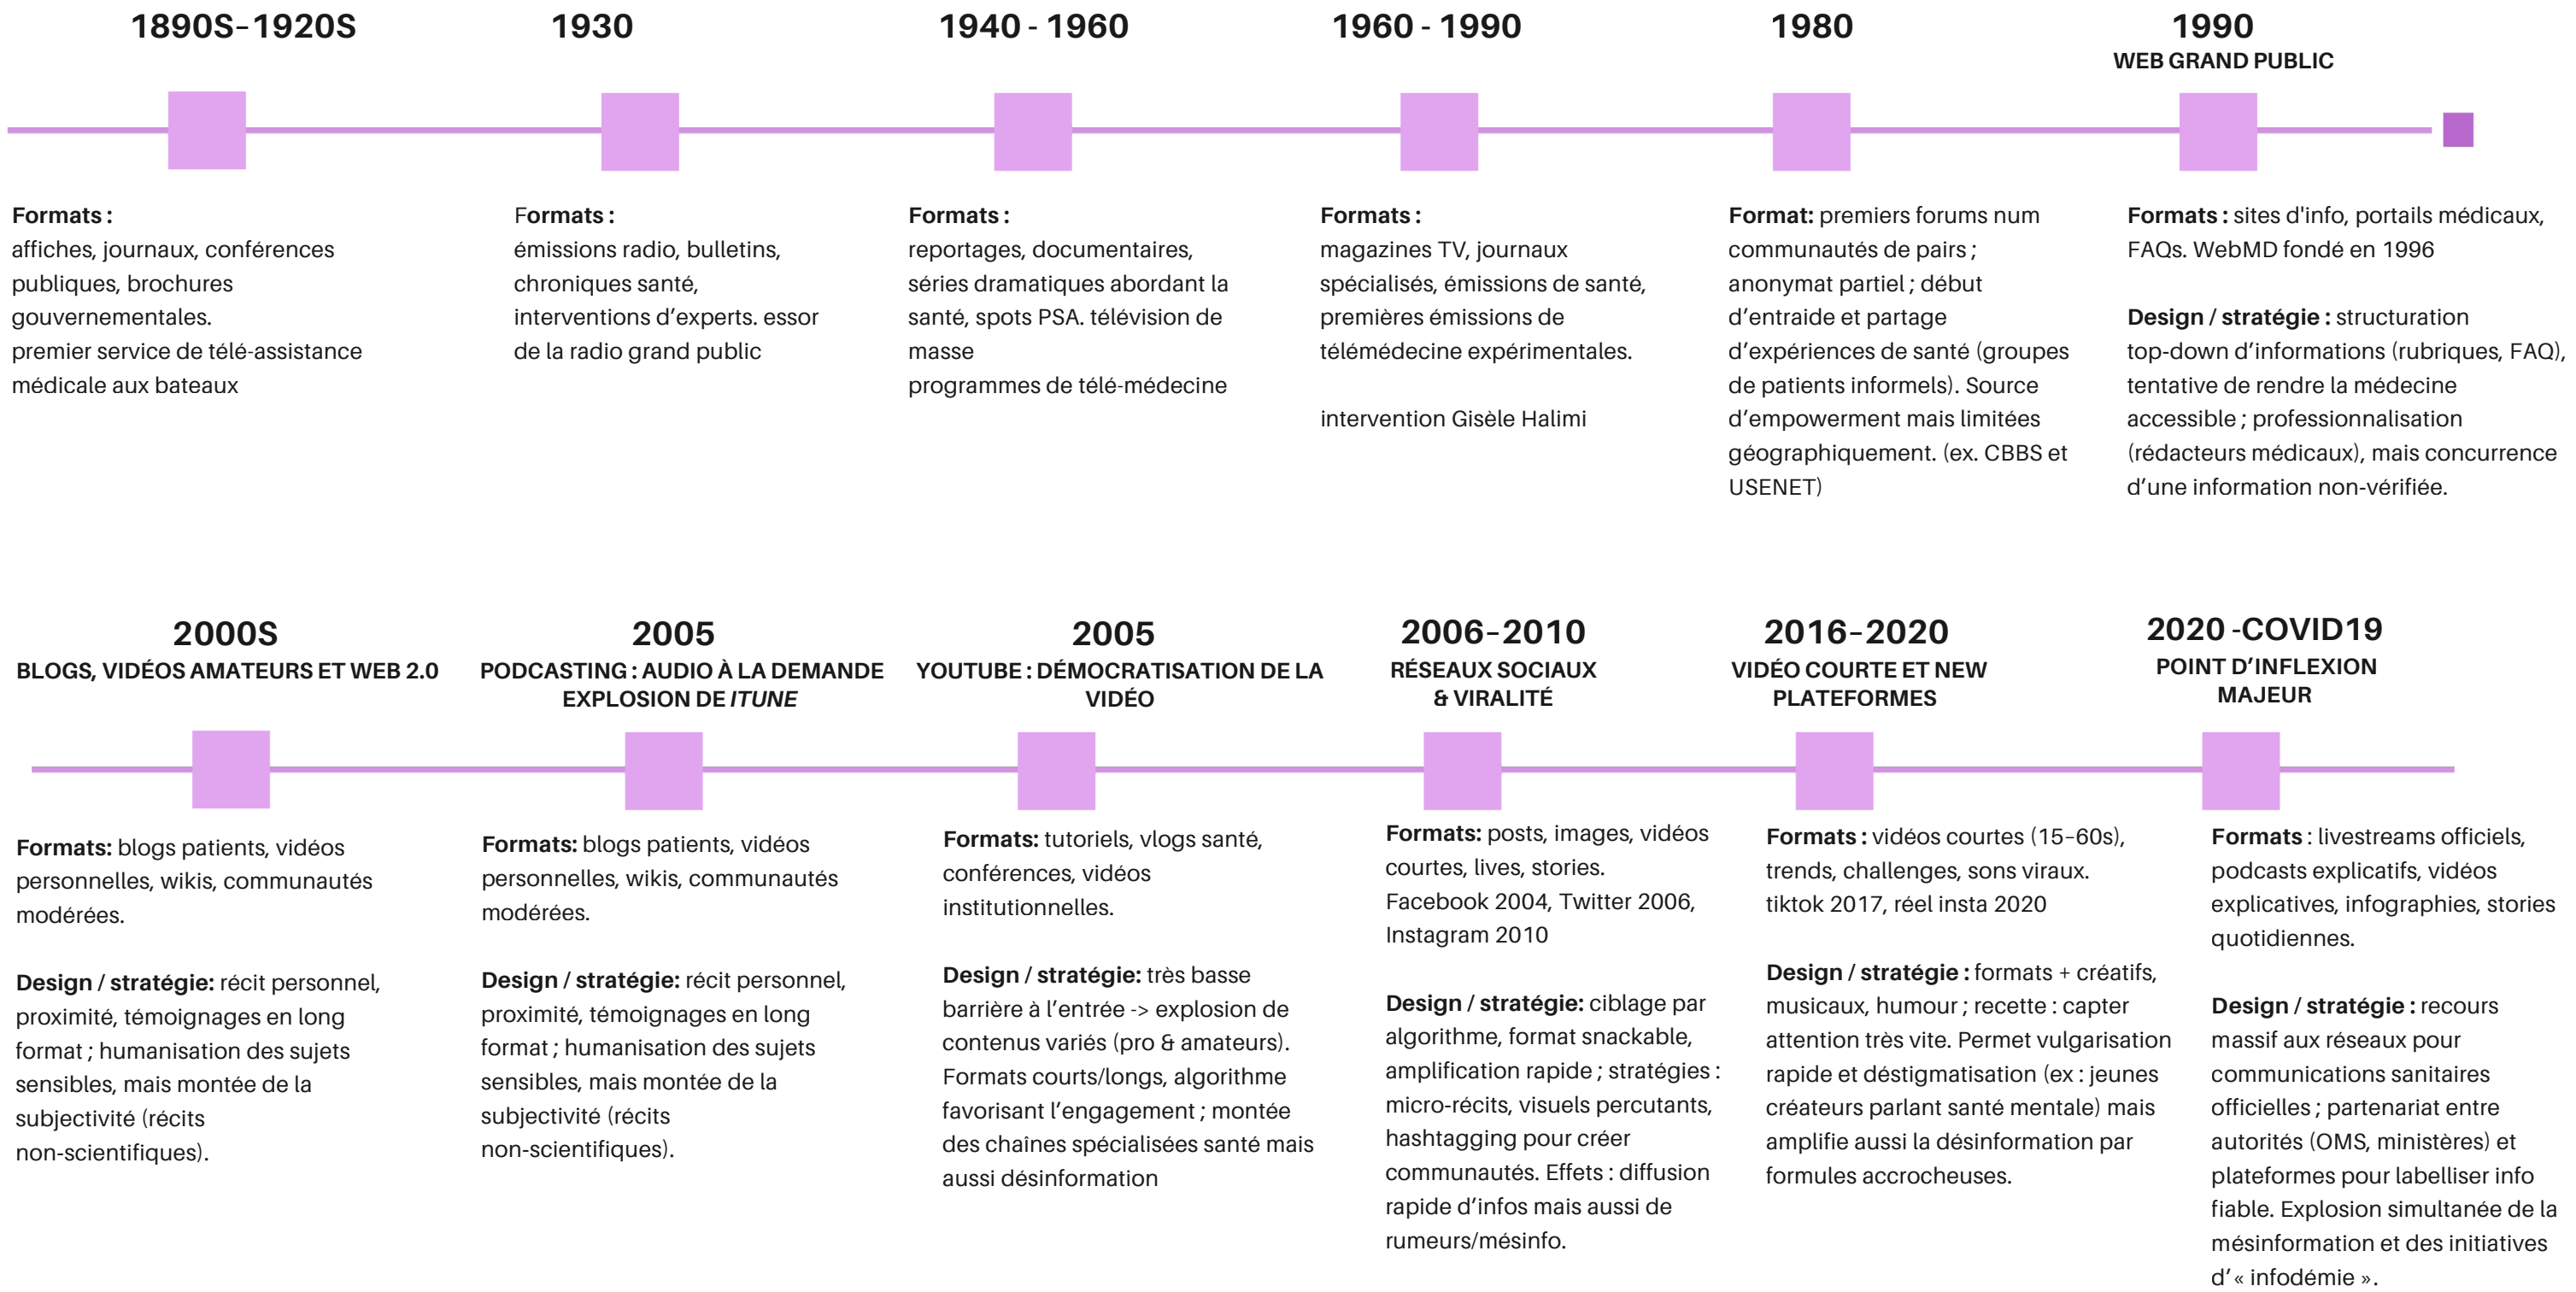 1890S–1920S
Formats :
affiches, journaux, conférences
publiques, brochures
gouvernementales.
premier service de télé-assistance
médicale aux bateaux
1930
Formats :
émissions radio, bulletins,
chroniques santé,
interventions d’experts. essor
de la radio grand public
1940 - 1960
Formats :
reportages, documentaires,
séries dramatiques abordant la
santé, spots PSA. télévision de
masse
programmes de télé-médecine
1960 - 1990
Formats :
magazines TV, journaux
spécialisés, émissions de santé,
premières émissions de
télémédecine expérimentales.
intervention Gisèle Halimi
1980
Format: premiers forums num
communautés de pairs ;
anonymat partiel ; début
d’entraide et partage
d’expériences de santé (groupes
de patients informels). Source
d’empowerment mais limitées
géographiquement. (ex. CBBS et
USENET)
1990
WEB GRAND PUBLIC
Formats : sites d'info, portails médicaux,
FAQs. WebMD fondé en 1996
Design / stratégie : structuration
top-down d’informations (rubriques, FAQ),
tentative de rendre la médecine
accessible ; professionnalisation
(rédacteurs médicaux), mais concurrence
d’une information non-vérifiée.
2000S
BLOGS, VIDÉOS AMATEURS ET WEB 2.0
Formats: blogs patients, vidéos
personnelles, wikis, communautés
modérées.
Design / stratégie: récit personnel,
proximité, témoignages en long
format ; humanisation des sujets
sensibles, mais montée de la
subjectivité (récits
non-scientifiques).
2005
PODCASTING : AUDIO À LA DEMANDE
EXPLOSION DE ITUNE
Formats: blogs patients, vidéos
personnelles, wikis, communautés
modérées.
Design / stratégie: récit personnel,
proximité, témoignages en long
format ; humanisation des sujets
sensibles, mais montée de la
subjectivité (récits
non-scientifiques).
2005
YOUTUBE : DÉMOCRATISATION DE LA
VIDÉO
Formats: tutoriels, vlogs santé,
conférences, vidéos
institutionnelles.
Design / stratégie: très basse
barrière à l’entrée -> explosion de
contenus variés (pro & amateurs).
Formats courts/longs, algorithme
favorisant l’engagement ; montée
des chaînes spécialisées santé mais
aussi désinformation
2006–2010
RÉSEAUX SOCIAUX
& VIRALITÉ
Formats: posts, images, vidéos
courtes, lives, stories.
Facebook 2004, Twitter 2006,
Instagram 2010
Design / stratégie: ciblage par
algorithme, format snackable,
amplification rapide ; stratégies :
micro-récits, visuels percutants,
hashtagging pour créer
communautés. Effets : diffusion
rapide d’infos mais aussi de
rumeurs/mésinfo.
2016–2020
VIDÉO COURTE ET NEW
PLATEFORMES
Formats : vidéos courtes (15–60s),
trends, challenges, sons viraux.
tiktok 2017, réel insta 2020
Design / stratégie : formats + créatifs,
musicaux, humour ; recette : capter
attention très vite. Permet vulgarisation
rapide et déstigmatisation (ex : jeunes
créateurs parlant santé mentale) mais
amplifie aussi la désinformation par
formules accrocheuses.
2020 -COVID19
POINT D’INFLEXION
MAJEUR
Formats : livestreams officiels,
podcasts explicatifs, vidéos
explicatives, infographies, stories
quotidiennes.
Design / stratégie : recours
massif aux réseaux pour
communications sanitaires
officielles ; partenariat entre
autorités (OMS, ministères) et
plateformes pour labelliser info
fiable. Explosion simultanée de la
mésinformation et des initiatives
d’« infodémie ».